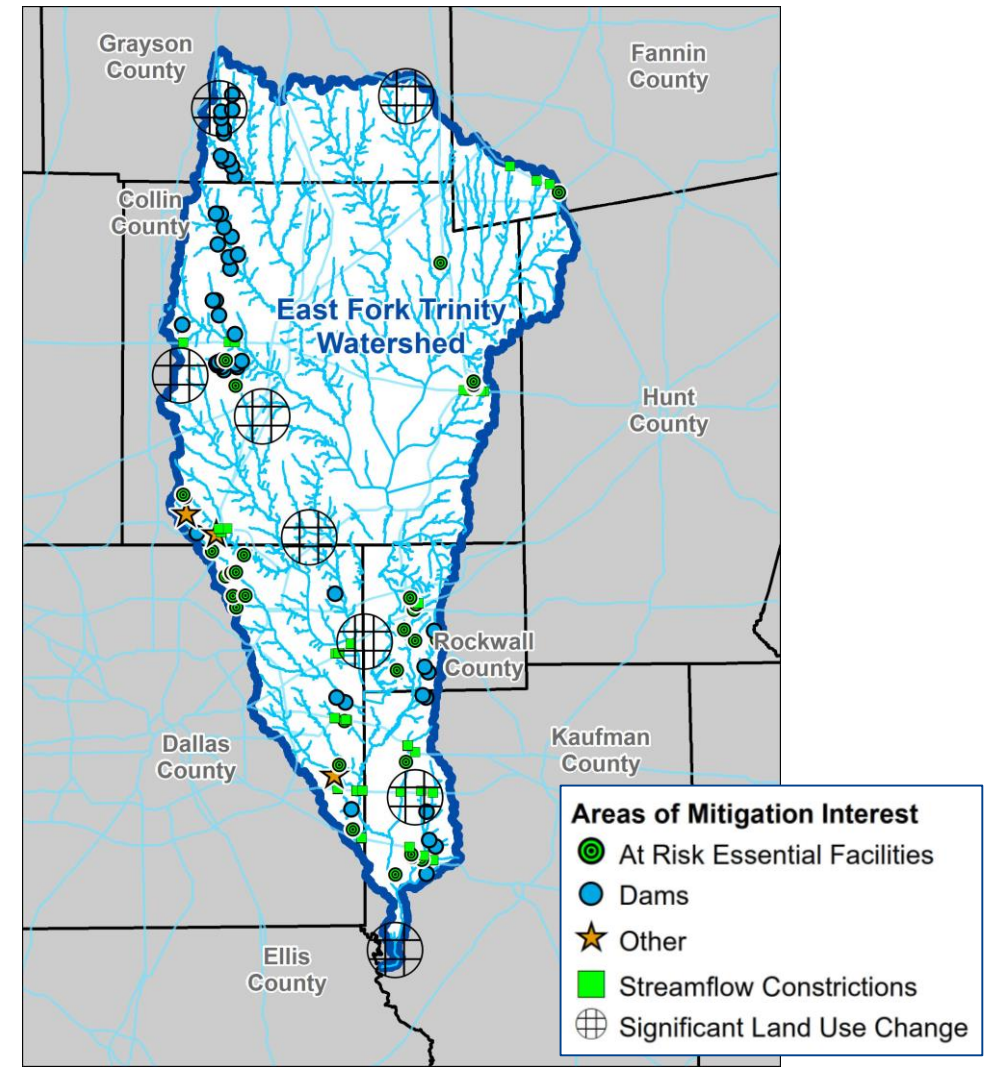 Grayson
County
Fannin
County
Collin
County
East Fork Trinity
Watershed
Hunt
County
Rockwall
County
Dallas
County
Kaufman
County
Ellis
County
Areas of Mitigation Interest
At Risk Essential Facilities
Dams
Other
Streamflow Constrictions
Significant Land Use Change